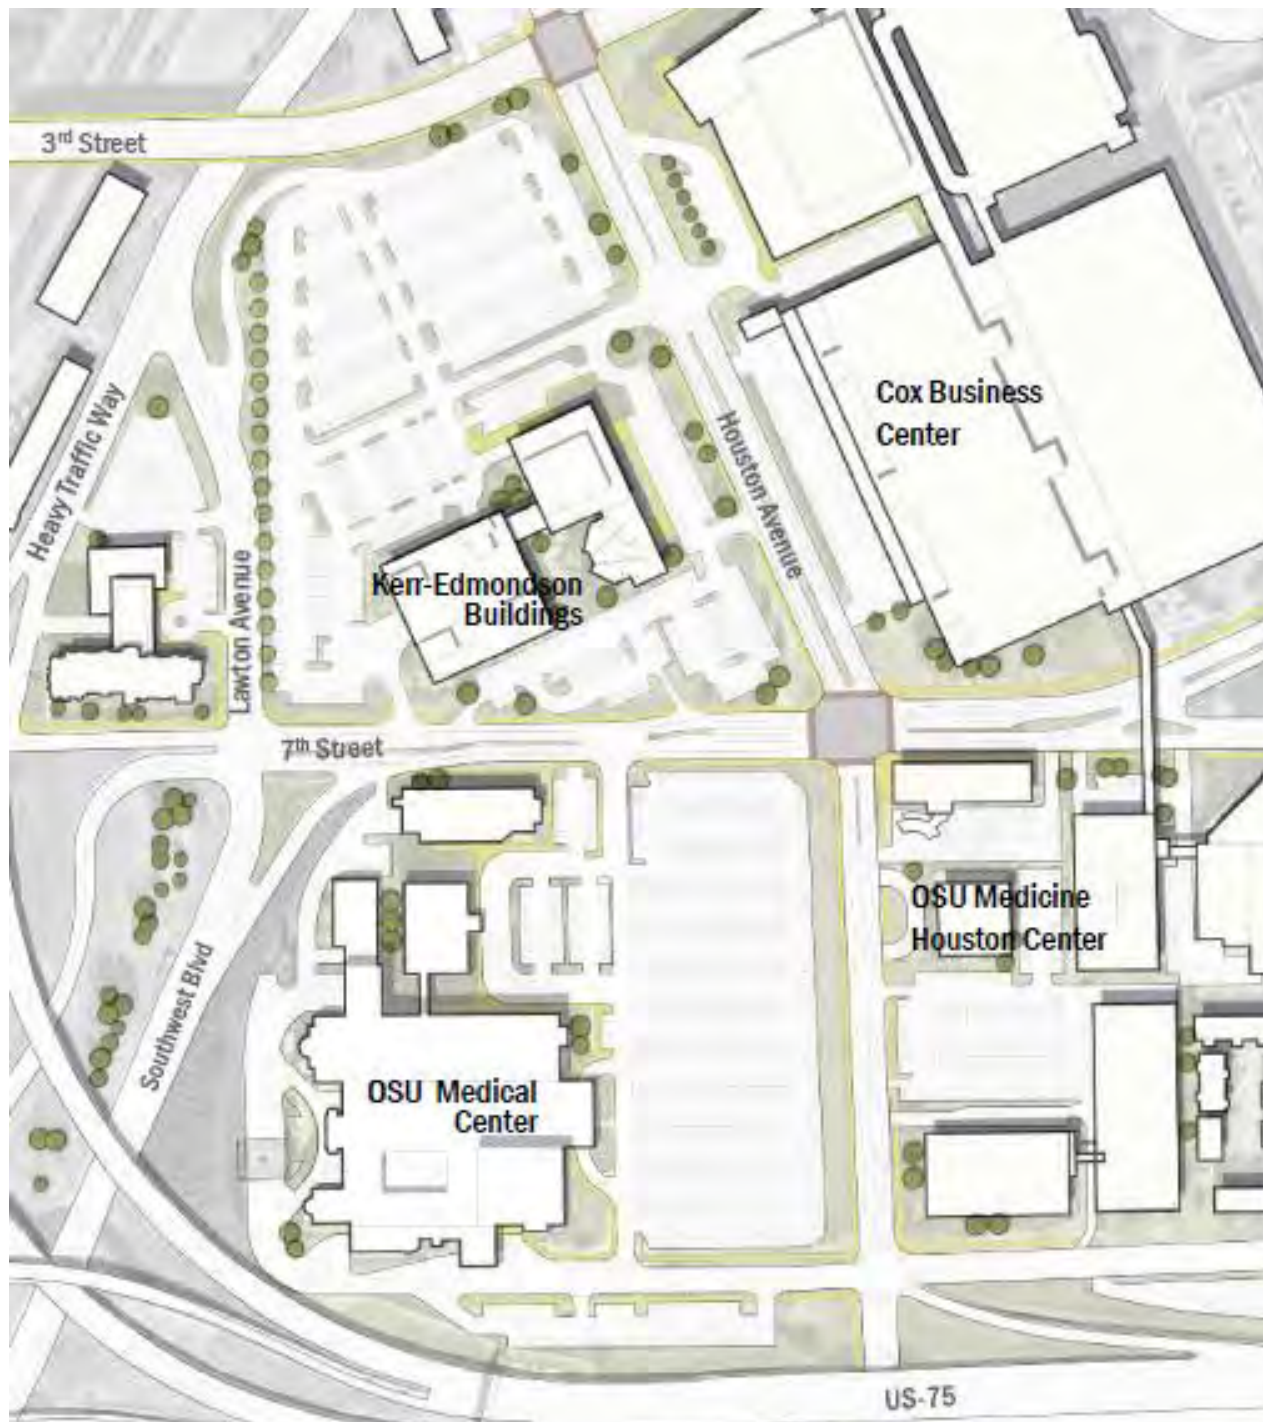 3rd Street
Cox Business
Center
Heavy Traffic Way
Houston Avenue
Kerr-Edmondson
Buildings
Lawton Avenue
7th Street
OSU Medicine
Houston Center
Southwest Blvd
OSU Medical
Center
US-75